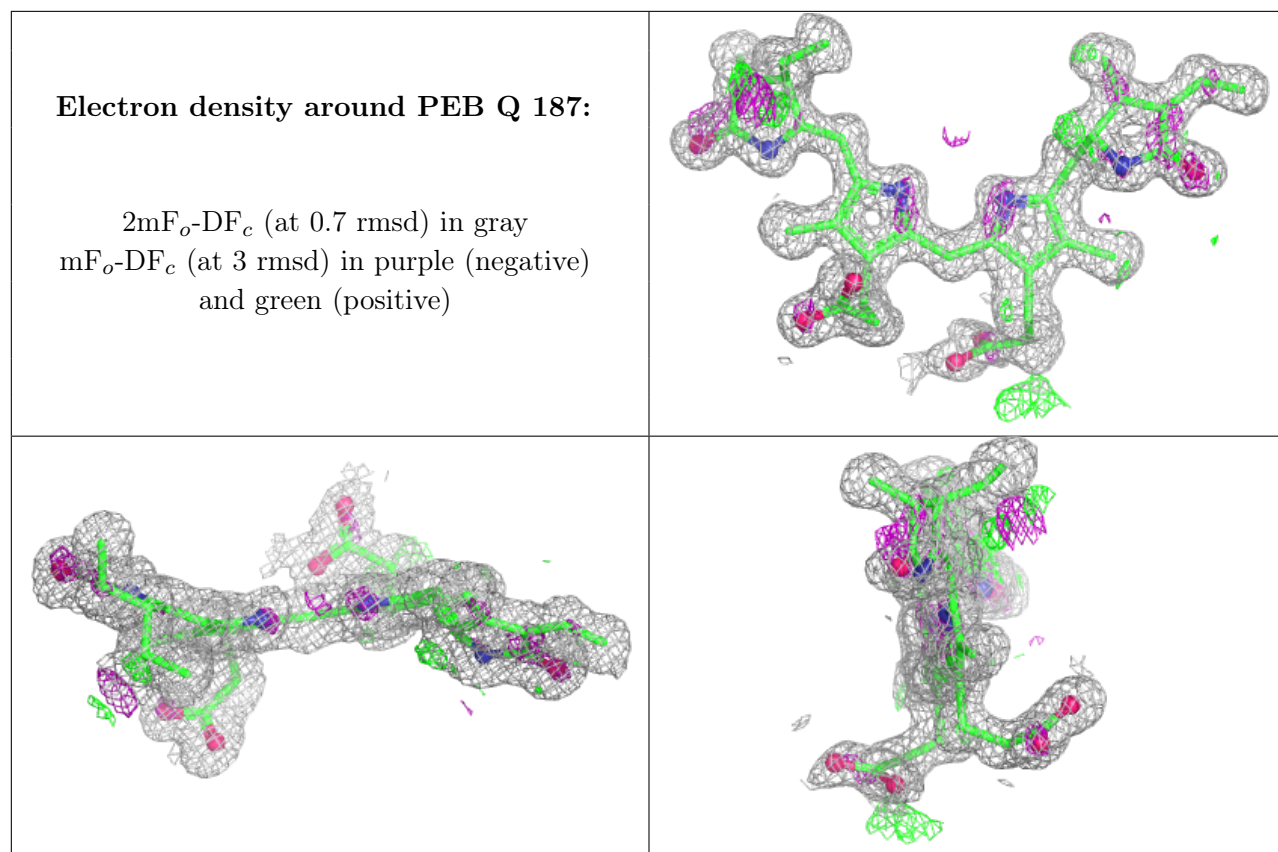 Electron density around PEB Q 187:
2mFₒ-DF𝒸 (at 0.7 rmsd) in gray
mFₒ-DF𝒸 (at 3 rmsd) in purple (negative)
and green (positive)